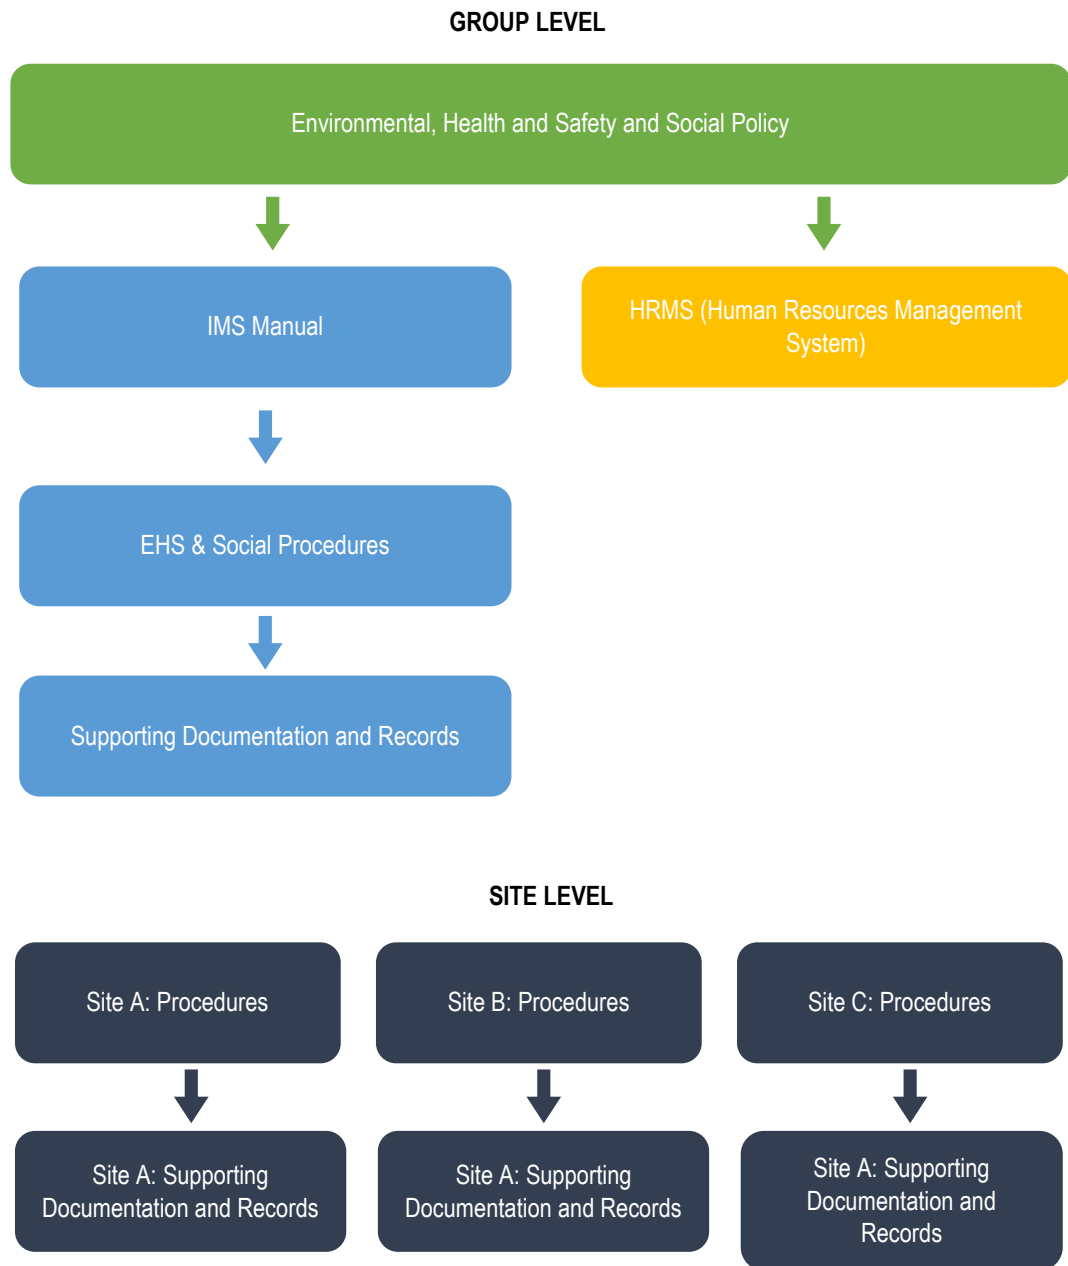 GROUP LEVEL
Environmental, Health and Safety and Social Policy
IMS Manual
HRMS (Human Resources Management
System)
EHS & Social Procedures
Supporting Documentation and Records
SITE LEVEL
Site A: Procedures
Site B: Procedures
Site C: Procedures
Site A: Supporting
Documentation and Records
Site A: Supporting
Documentation and Records
Site A: Supporting
Documentation and
Records